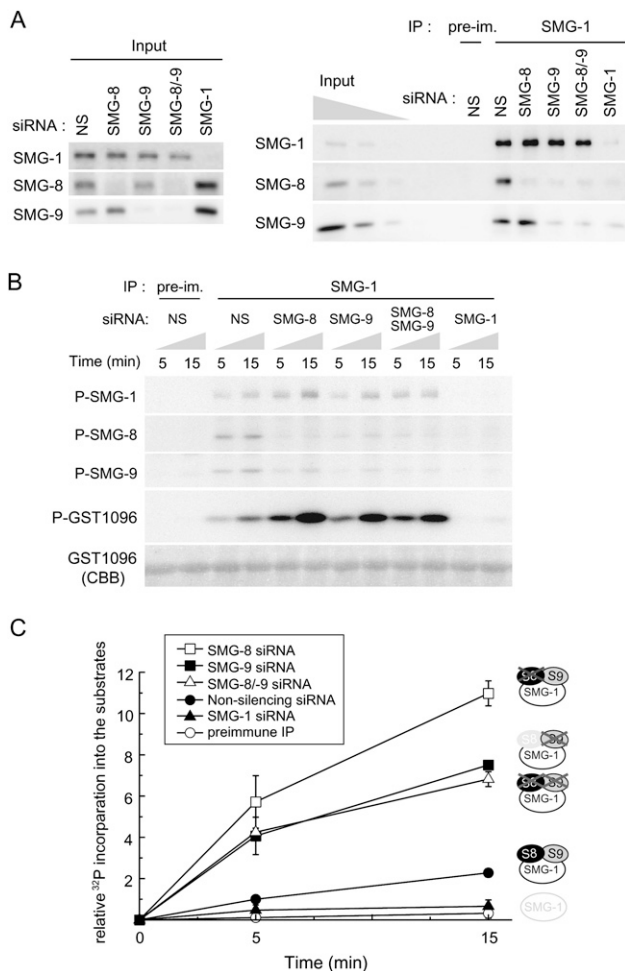 A
Input
siRNA :
NS
SMG-8
SMG-9
SMG-8/-9
SMG-1
SMG-1
SMG-8
SMG-9
IP : pre-im. SMG-1
Input
siRNA :
NS
NS
SMG-8
SMG-9
SMG-8/-9
SMG-1
SMG-1
SMG-8
SMG-9
B
IP : pre-im. SMG-1
siRNA: NS NS SMG-8 SMG-9 SMG-8 SMG-9 SMG-1
Time (min) 5 15 5 15 5 15 5 15 5 15 5 15
P-SMG-1
P-SMG-8
P-SMG-9
P-GST1096
GST1096
(CBB)
C
relative 32P incorparation into the substrates
12
10
8
6
4
2
0 5 15
Time (min)
SMG-8 siRNA
SMG-9 siRNA
SMG-8/-9 siRNA
Non-silencing siRNA
SMG-1 siRNA
preimmune IP
S8 S9
SMG-1
S8 S9
SMG-1
S8 S9
SMG-1
S8 S9
SMG-1
SMG-1